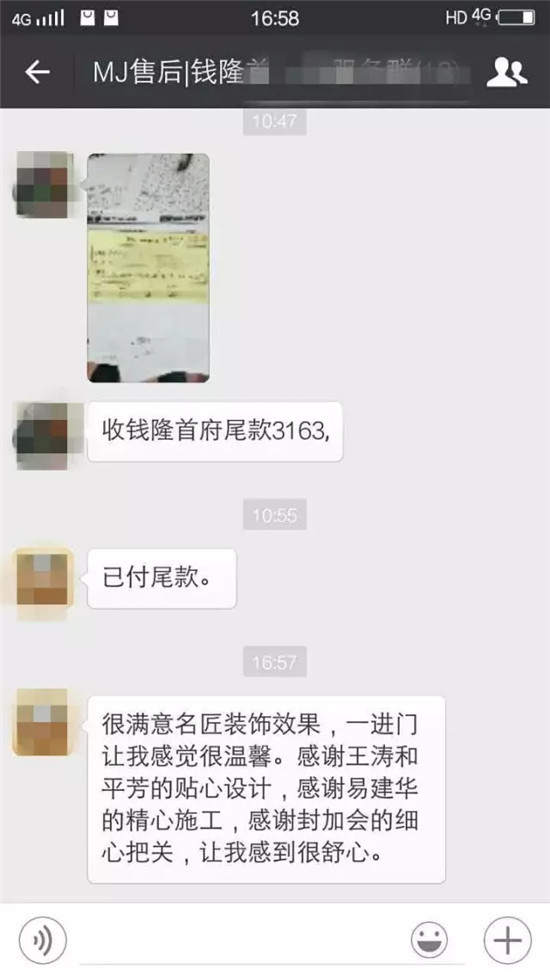 4G
16:58
HD 4G
MJ售后|钱隆首
10:47
收钱隆首府尾款3163,
10:55
已付尾款。
16:57
很满意名匠装饰效果，一进门
让我感觉很温馨。感谢王涛和
平芳的贴心设计，感谢易建华
的精心施工，感谢封加会的细
心把关，让我感到很舒心。